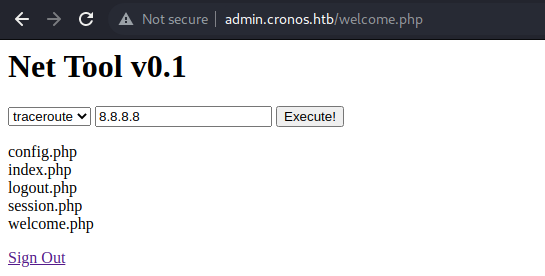 Not secure | admin.cronos.htb/welcome.php
Net Tool v0.1
traceroute 8.8.8.8 Execute!
config.php
index.php
logout.php
session.php
welcome.php
Sign Out